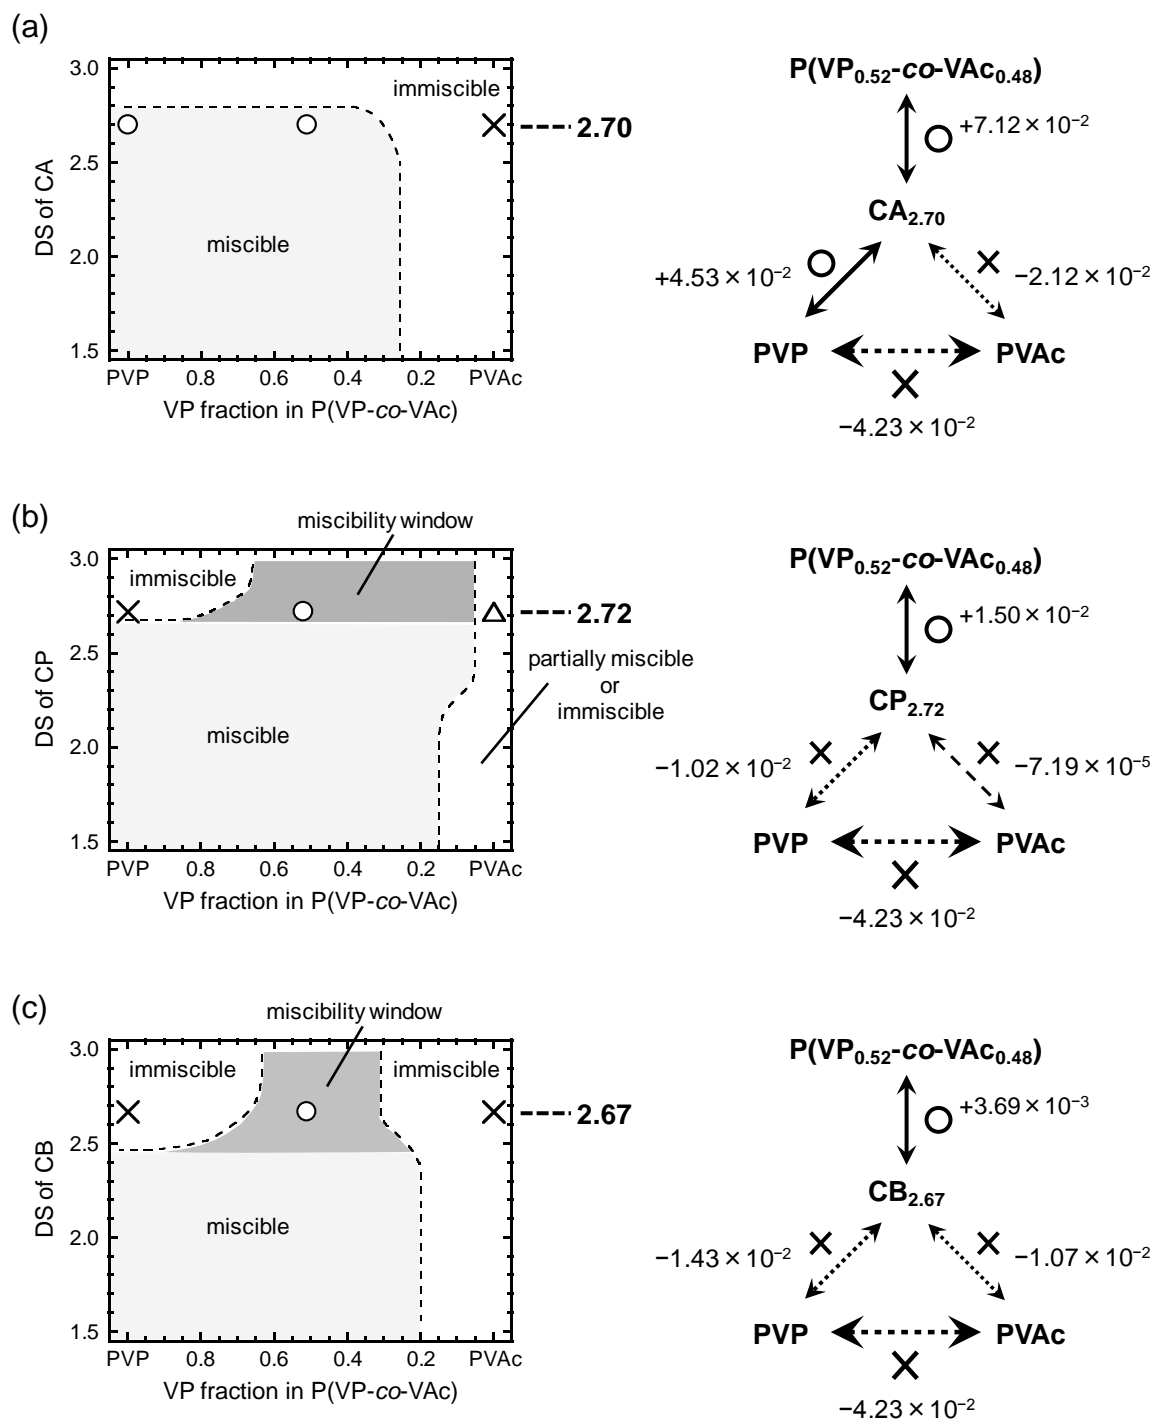 (a)
3.0
2.5
2.0
1.5
DS of CA
immiscible
miscible
2.70
PVP 0.8 0.6 0.4 0.2 PVAc
VP fraction in P(VP-co-VAc)
P(VP0.52-co-VAc0.48)
+7.12 × 10−2
CA2.70
+4.53 × 10−2
−2.12 × 10−2
PVP
PVAc
−4.23 × 10−2
(b)
miscibility window
3.0
2.5
2.0
1.5
DS of CP
immiscible
miscible
2.72
partially miscible
or
immiscible
PVP 0.8 0.6 0.4 0.2 PVAc
VP fraction in P(VP-co-VAc)
P(VP0.52-co-VAc0.48)
+1.50 × 10−2
CP2.72
−1.02 × 10−2
−7.19 × 10−5
PVP
PVAc
−4.23 × 10−2
(c)
miscibility window
3.0
2.5
2.0
1.5
DS of CB
immiscible
immiscible
miscible
2.67
PVP 0.8 0.6 0.4 0.2 PVAc
VP fraction in P(VP-co-VAc)
P(VP0.52-co-VAc0.48)
+3.69 × 10−3
CB2.67
−1.43 × 10−2
−1.07 × 10−2
PVP
PVAc
−4.23 × 10−2